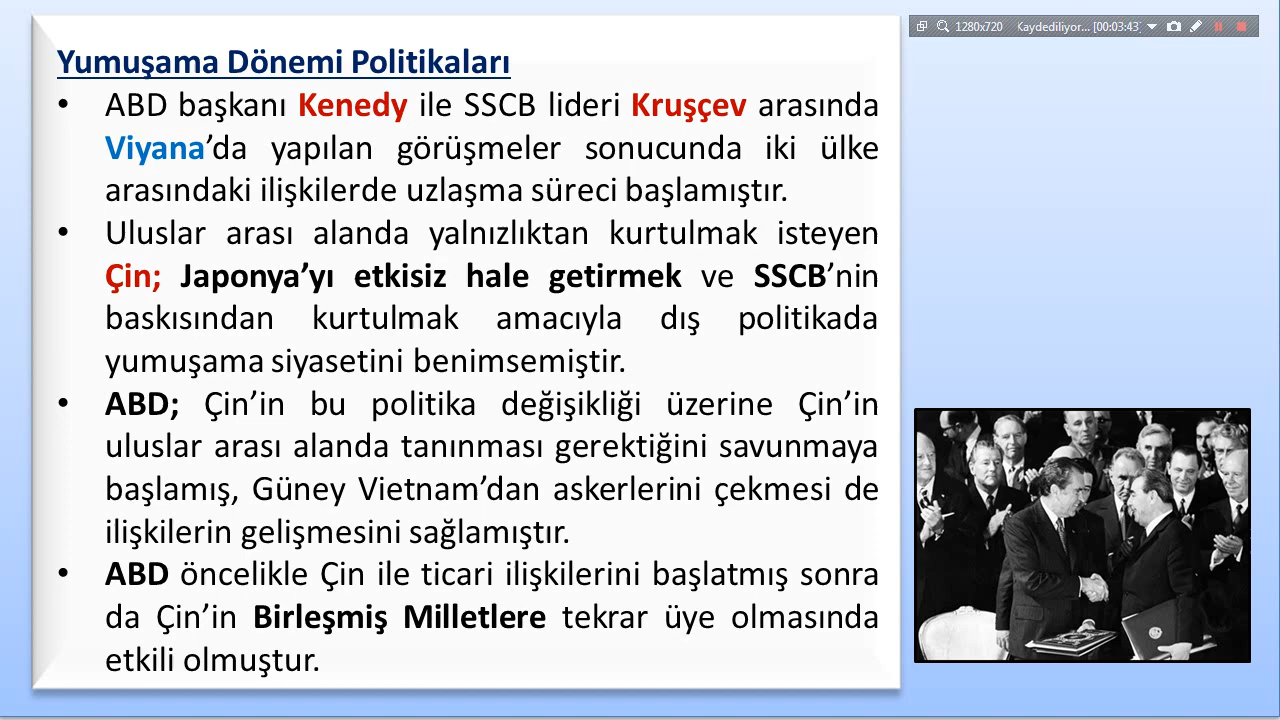 Yumuşama Dönemi Politikaları
• ABD başkanı Kenedy ile SSCB lideri Kruşçev arasında
Viyana’da yapılan görüşmeler sonucunda iki ülke
arasındaki ilişkilerde uzlaşma süreci başlamıştır.
• Uluslar arası alanda yalnızlıktan kurtulmak isteyen
Çin; Japonya’yı etkisiz hale getirmek ve SSCB’nin
baskısından kurtulmak amacıyla dış politikada
yumuşama siyasetini benimsemiştir.
• ABD; Çin’in bu politika değişikliği üzerine Çin’in
uluslar arası alanda tanınması gerektiğini savunmaya
başlamış, Güney Vietnam’dan askerlerini çekmesi de
ilişkilerin gelişmesini sağlamıştır.
• ABD öncelikle Çin ile ticari ilişkilerini başlatmış sonra
da Çin’in Birleşmiş Milletlere tekrar üye olmasında
etkili olmuştur.
1280x720 Kaydediliyor... [00:03:43]